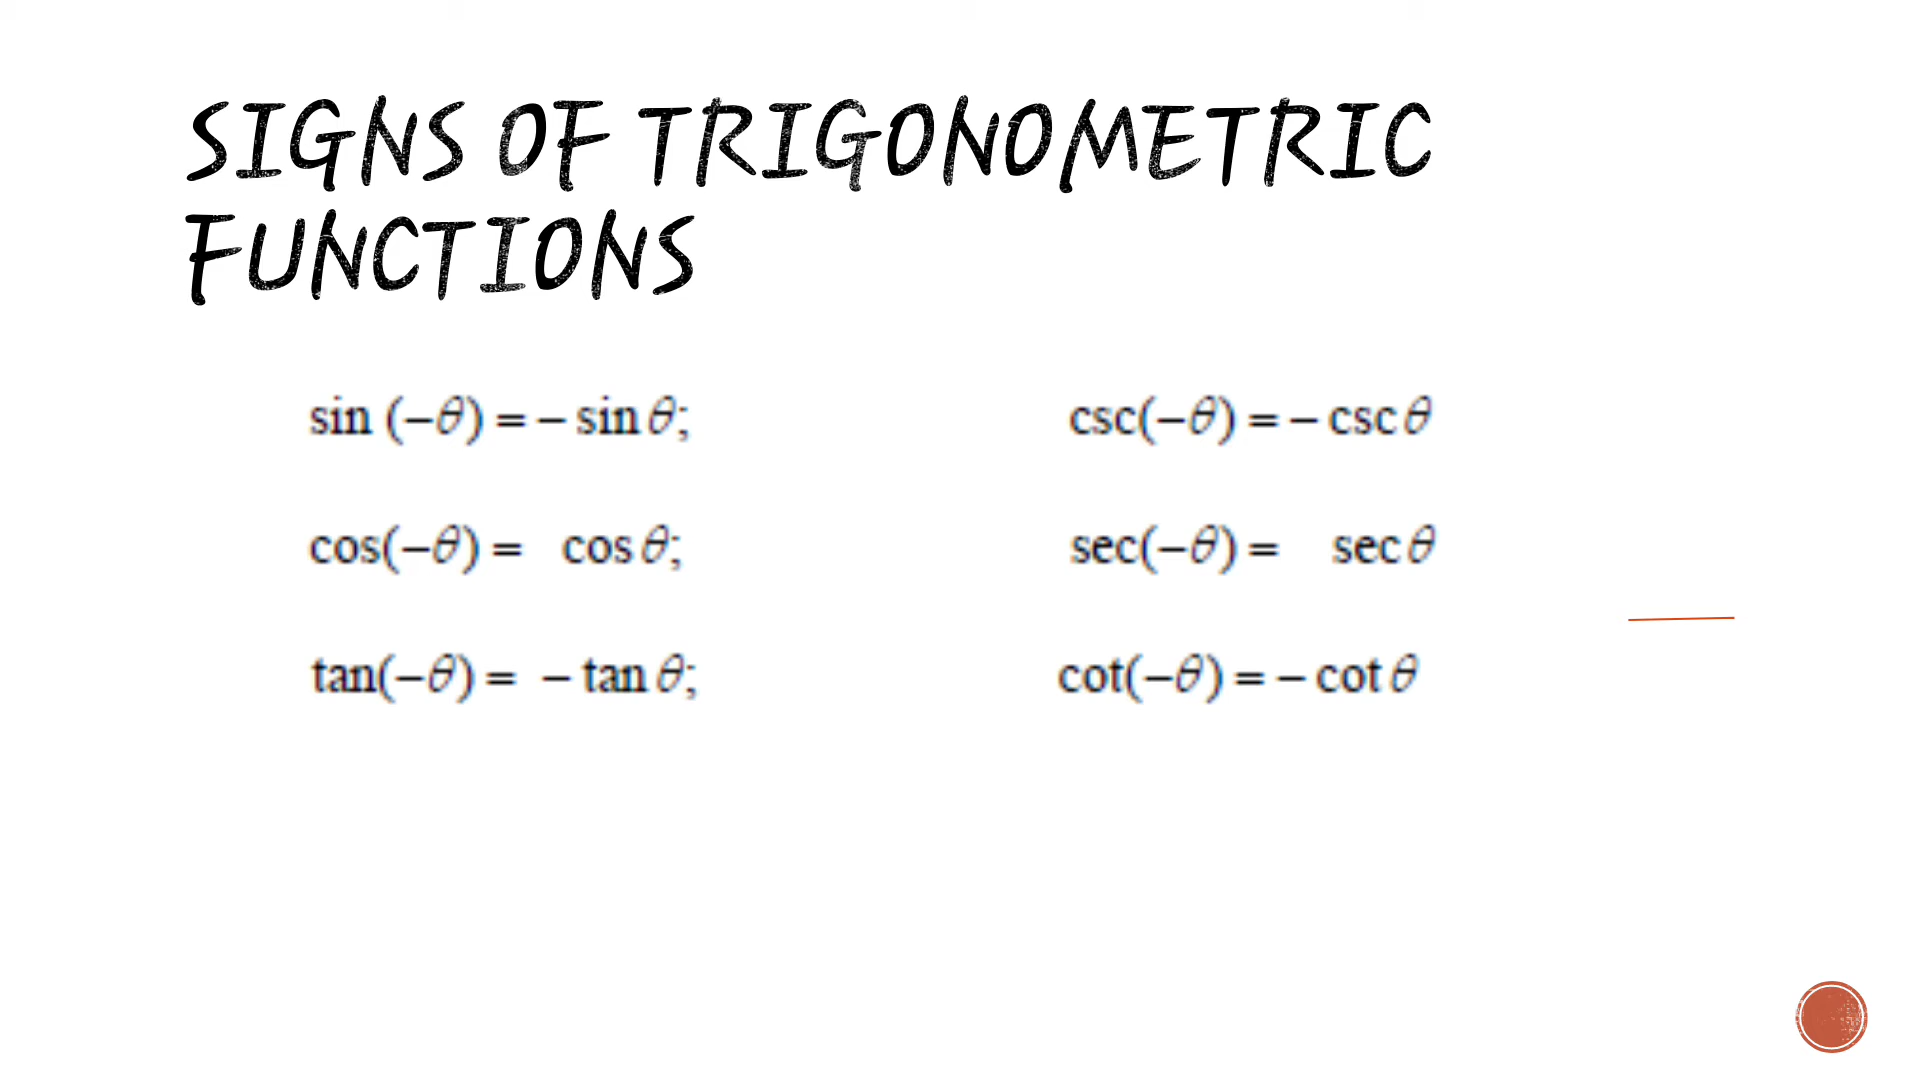 SIGNS OF TRIGONOMETRIC
FUNCTIONS
sin (−θ) = − sin θ; csc(−θ) = − csc θ
cos(−θ) = cos θ; sec(−θ) = sec θ
tan(−θ) = − tan θ; cot(−θ) = − cot θ